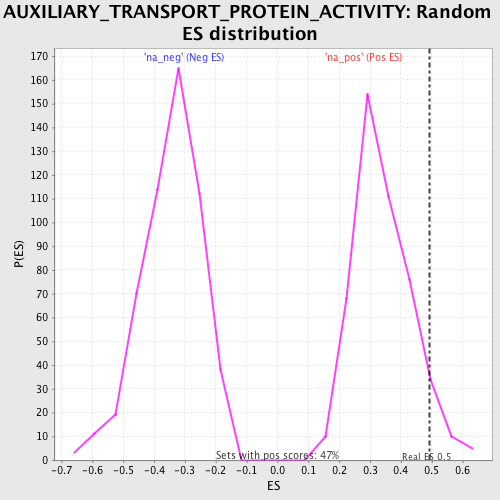 AUXILIARY_TRANSPORT_PROTEIN_ACTIVITY: Random
ES distribution
'na_neg' (Neg ES)
'na_pos' (Pos ES)
170
160
150
140
130
120
110
100
90
80
70
60
50
40
30
20
10
0
P(ES)
Sets with pos scores: 47%
Real ES 0.5
-0.7 -0.6 -0.5 -0.4 -0.3 -0.2 -0.1 0.0 0.1 0.2 0.3 0.4 0.5 0.6
ES